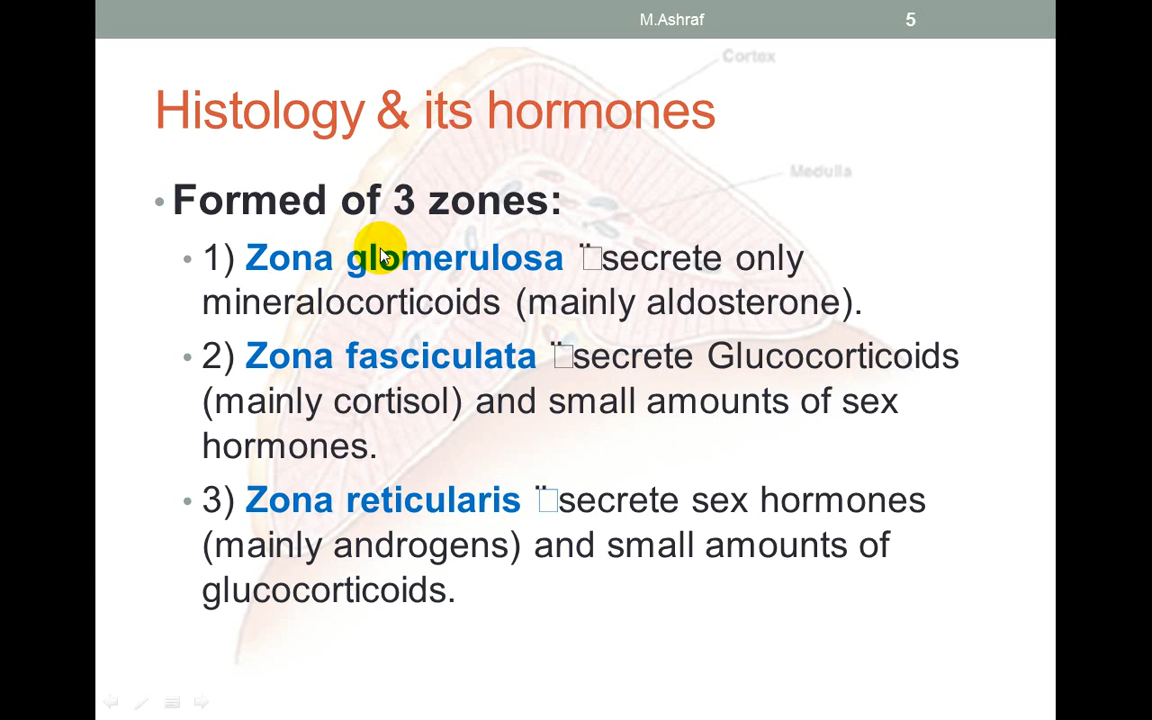 M.Ashraf 5
Cortex
Histology & its hormones
Medulla
• Formed of 3 zones:
• 1) Zona glomerulosa secrete only
mineralocorticoids (mainly aldosterone).
• 2) Zona fasciculata secrete Glucocorticoids
(mainly cortisol) and small amounts of sex
hormones.
• 3) Zona reticularis secrete sex hormones
(mainly androgens) and small amounts of
glucocorticoids.